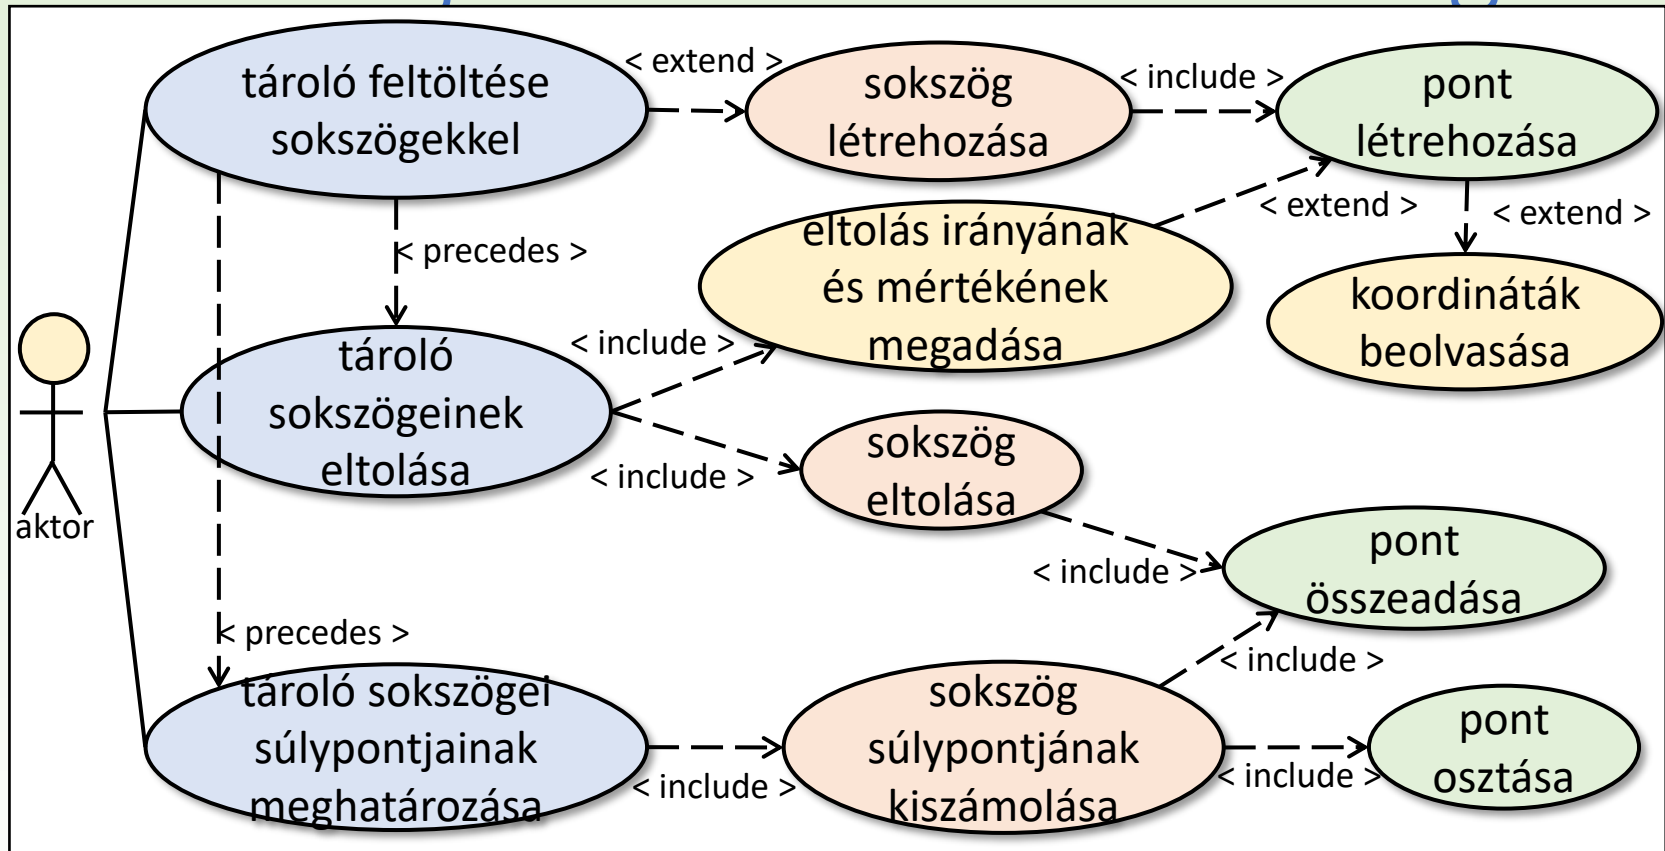 tároló feltöltése
sokszögekkel
< extend >
sokszög
létrehozása
< include >
pont
létrehozása
< precedes >
eltolás irányának
és mértékének
megadása
< extend >
< extend >
koordináták
beolvasása
aktor
tároló
sokszögeinek
eltolása
< include >
< include >
sokszög
eltolása
< include >
pont
összeadása
< precedes >
tároló sokszögei
súlypontjainak
meghatározása
< include >
sokszög
súlypontjának
kiszámolása
< include >
< include >
pont
osztása